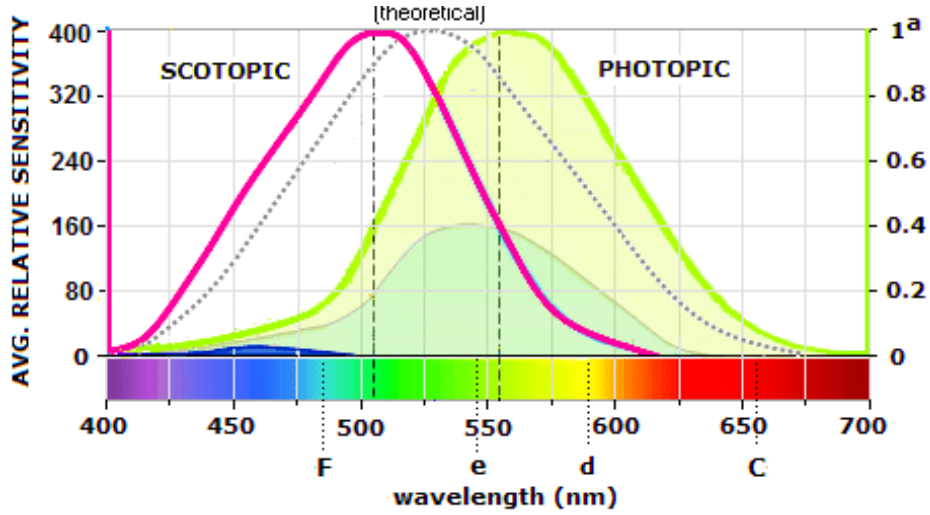 (theoretical)
400
320
240
160
80
0
AVG. RELATIVE SENSITIVITY
SCOTOPIC
PHOTOPIC
1a
0.8
0.6
0.4
0.2
0
400 450 500 550 600 650 700
F e d C
wavelength (nm)